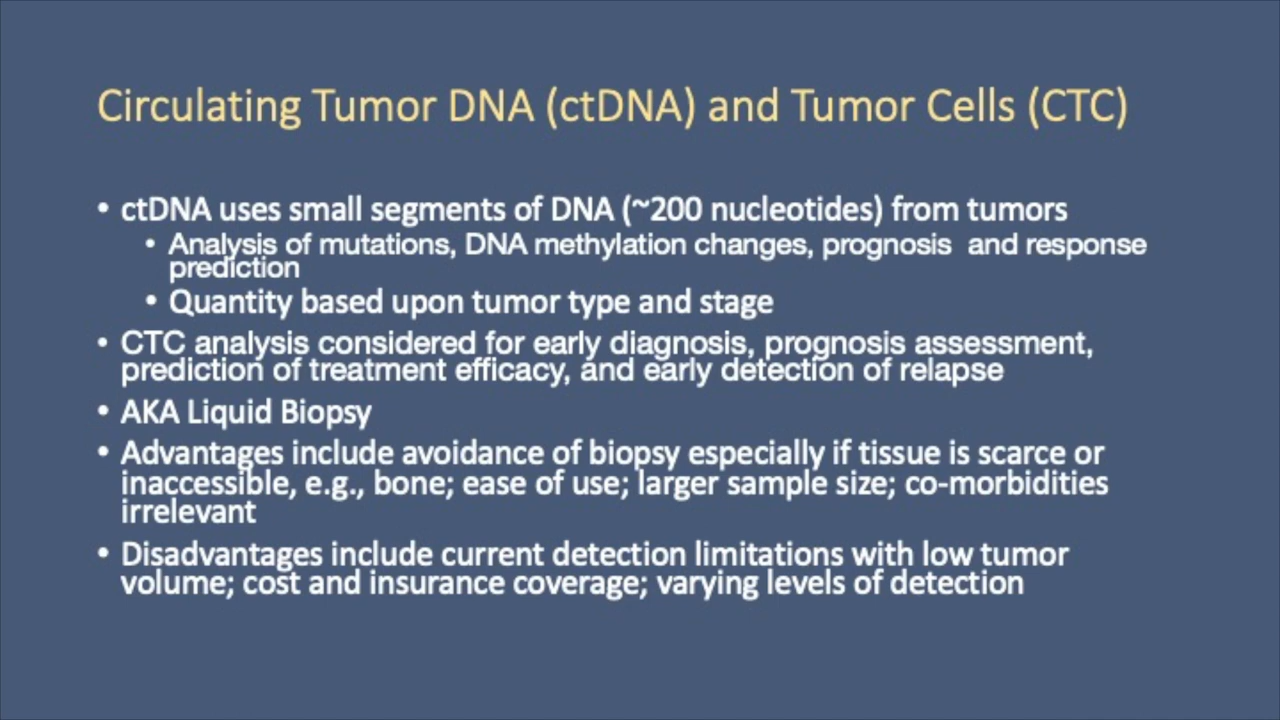 Circulating Tumor DNA (ctDNA) and Tumor Cells (CTC)
• ctDNA uses small segments of DNA (~200 nucleotides) from tumors
• Analysis of mutations, DNA methylation changes, prognosis and response
prediction
• Quantity based upon tumor type and stage
• CTC analysis considered for early diagnosis, prognosis assessment,
prediction of treatment efficacy, and early detection of relapse
• AKA Liquid Biopsy
• Advantages include avoidance of biopsy especially if tissue is scarce or
inaccessible, e.g., bone; ease of use; larger sample size; co-morbidities
irrelevant
• Disadvantages include current detection limitations with low tumor
volume; cost and insurance coverage; varying levels of detection